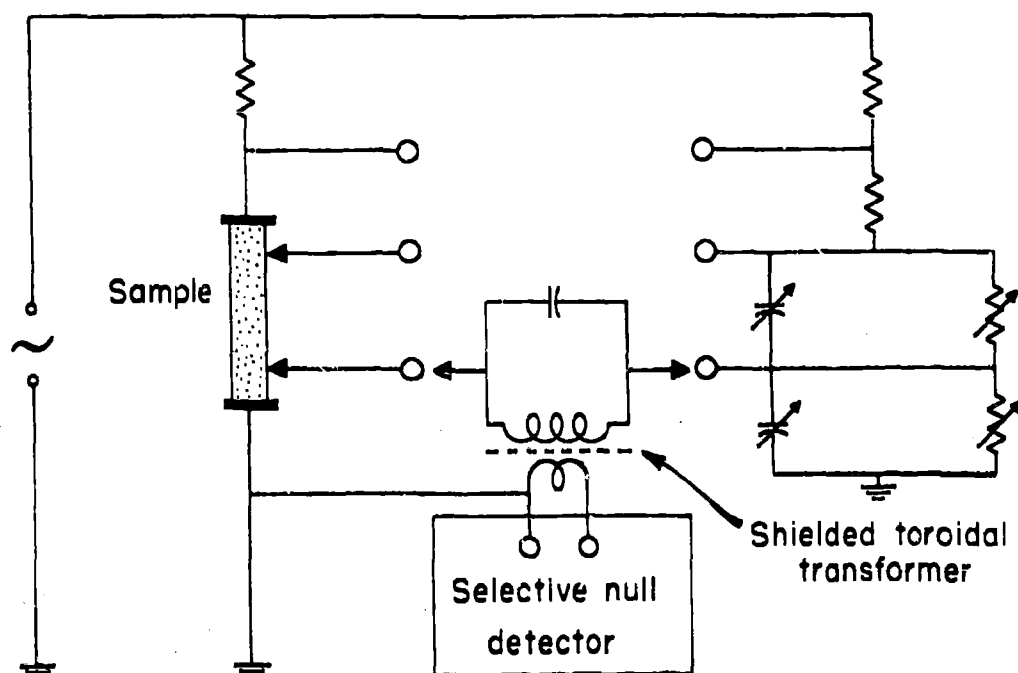 Sample
Shielded toroidal
transformer
Selective null
detector